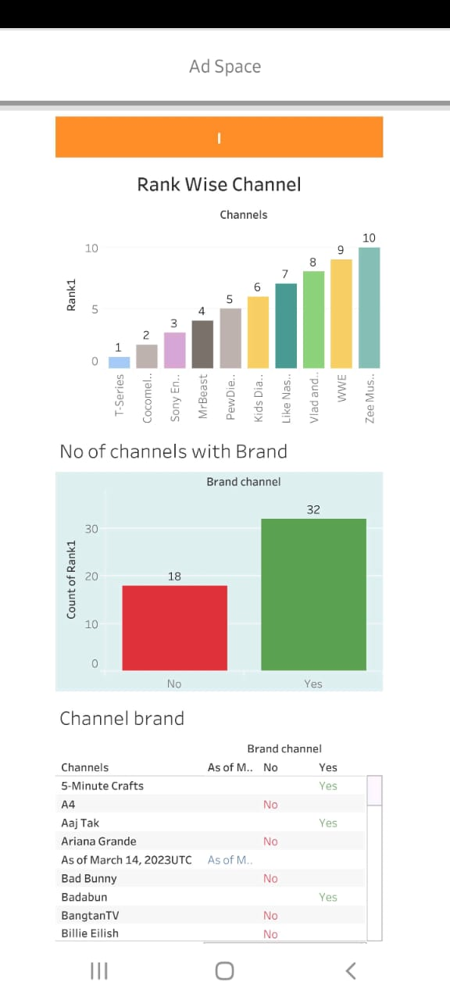 Ad Space
I
Rank Wise Channel
Channels
Rank1
10
5
0
1
2
3
4
5
6
7
8
9
10
T-Series
Cocomel..
Sony En..
MrBeast
PewDie..
Kids Dia..
Like Nas..
Vlad and..
WWE
Zee Mus..
No of channels with Brand
Brand channel
Count of Rank1
30
20
10
0
18
32
No Yes
Channel brand
Brand channel
Channels As of M.. No Yes
5-Minute Crafts Yes
A4 No
Aaj Tak Yes
Ariana Grande No
As of March 14, 2023UTC As of M..
Bad Bunny No
Badabun Yes
BangtanTV No
Billie Eilish No